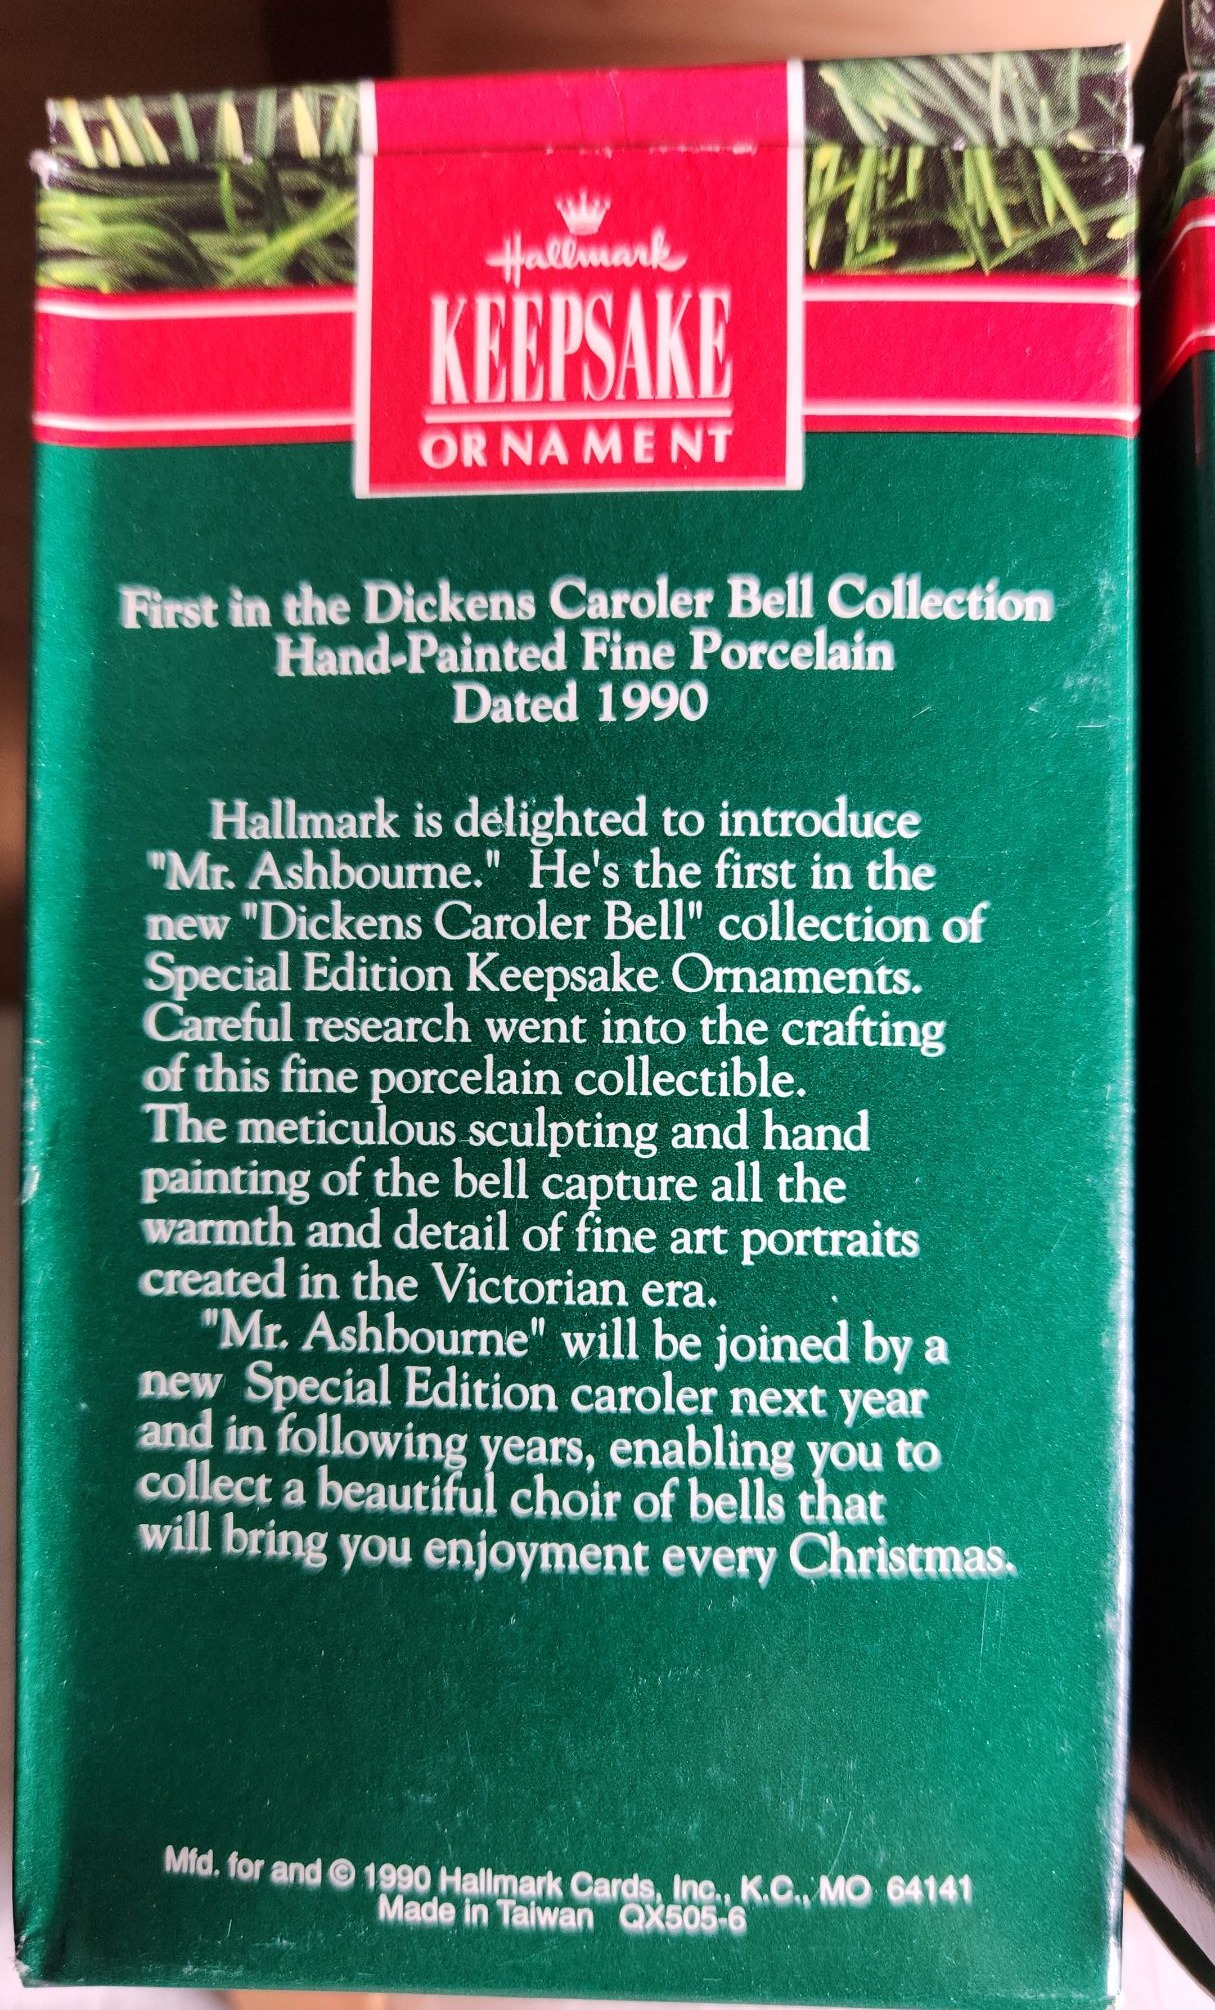 Hallmark
KEEPSAKE
ORNAMENT
First in the Dickens Caroler Bell Collection
Hand-Painted Fine Porcelain
Dated 1990
Hallmark is delighted to introduce
"Mr. Ashbourne." He's the first in the
new "Dickens Caroler Bell" collection of
Special Edition Keepsake Ornaments.
Careful research went into the crafting
of this fine porcelain collectible.
The meticulous sculpting and hand
painting of the bell capture all the
warmth and detail of fine art portraits
created in the Victorian era.
"Mr. Ashbourne" will be joined by a
new Special Edition caroler next year
and in following years, enabling you to
collect a beautiful choir of bells that
will bring you enjoyment every Christmas.
Mfd. for and © 1990 Hallmark Cards, Inc., K.C., MO 64141
Made in Taiwan QX505-6